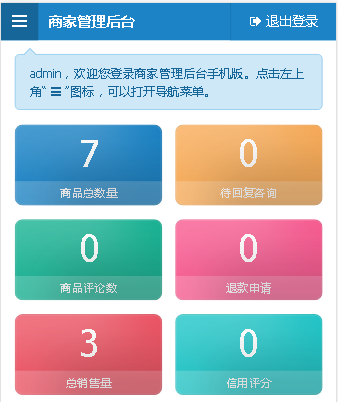 商家管理后台 退出登录
admin，欢迎您登录商家管理后台手机版。点击左上
角“ ”图标，可以打开导航菜单。
7 0
商品总数量 待回复咨询
0 0
商品评论数 退款申请
3 0
总销售量 信用评分